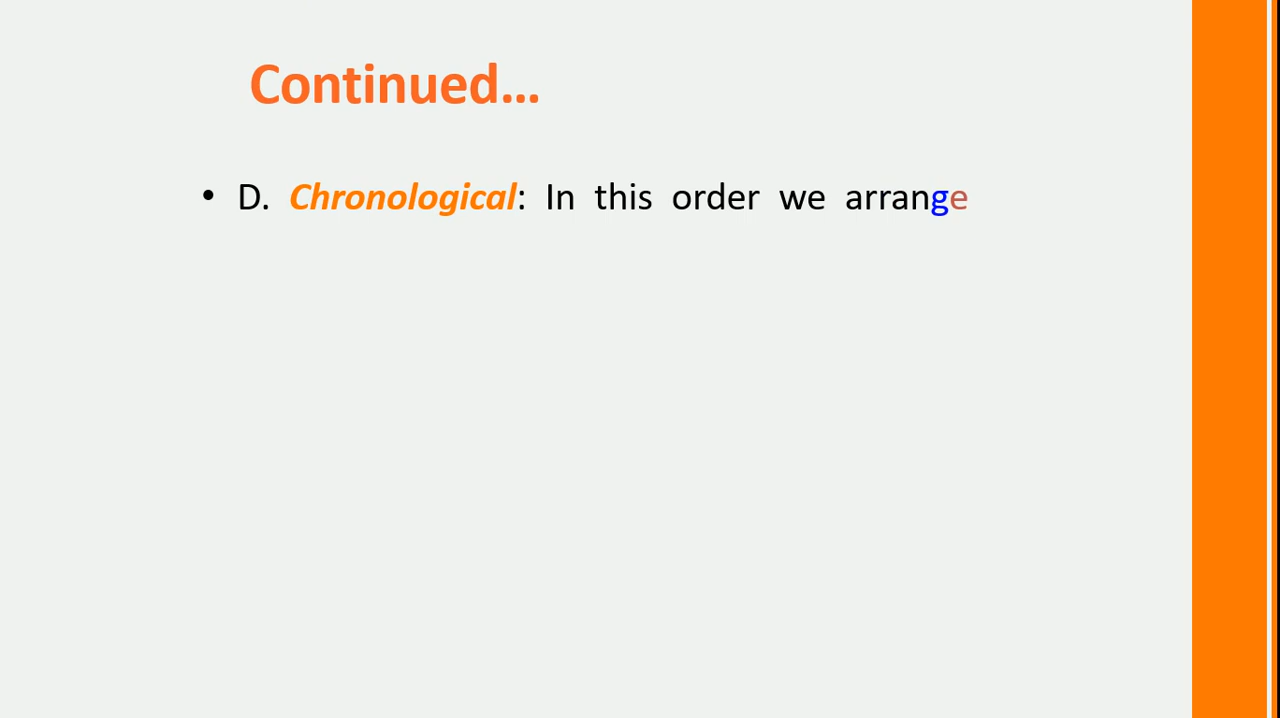 Continued...
• D. Chronological: In this order we arrange